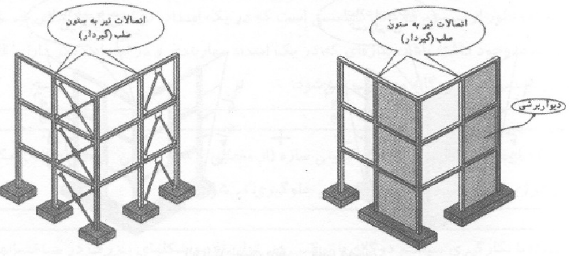 اتصالات تیر به ستون
صلب (گیردار)
اتصالات تیر به ستون
صلب (گیردار)
دیوار برشی